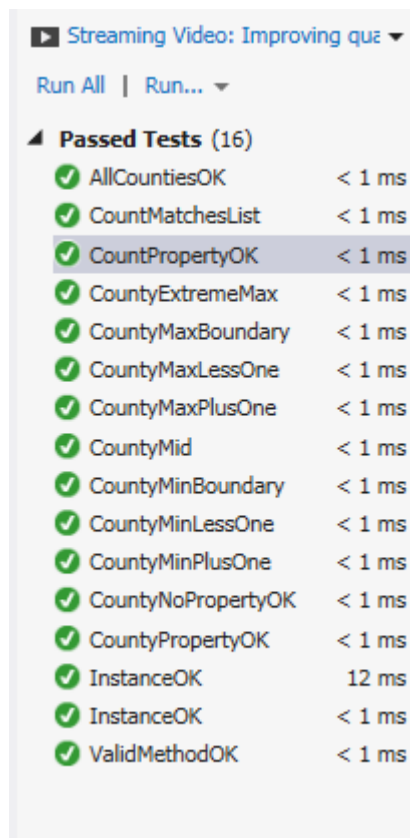 Streaming Video: Improving qua
Run All | Run...
Passed Tests (16)
AllCountiesOK < 1 ms
CountMatchesList < 1 ms
CountPropertyOK < 1 ms
CountyExtremeMax < 1 ms
CountyMaxBoundary < 1 ms
CountyMaxLessOne < 1 ms
CountyMaxPlusOne < 1 ms
CountyMid < 1 ms
CountyMinBoundary < 1 ms
CountyMinLessOne < 1 ms
CountyMinPlusOne < 1 ms
CountyNoPropertyOK < 1 ms
CountyPropertyOK < 1 ms
InstanceOK 12 ms
InstanceOK < 1 ms
ValidMethodOK < 1 ms